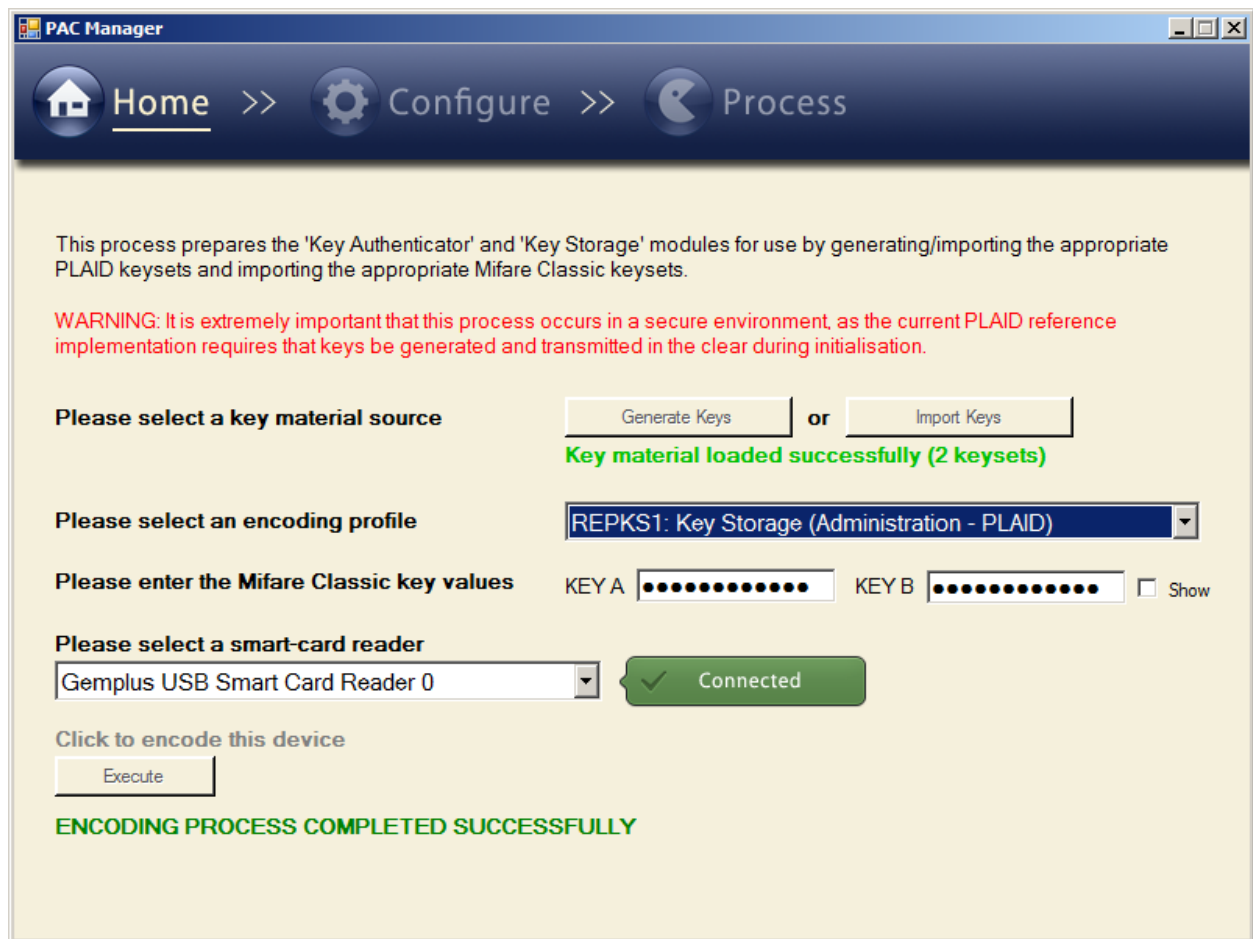 PAC Manager
Home >> Configure >> Process
This process prepares the 'Key Authenticator' and 'Key Storage' modules for use by generating/importing the appropriate
PLAID keysets and importing the appropriate Mifare Classic keysets.
WARNING: It is extremely important that this process occurs in a secure environment, as the current PLAID reference
implementation requires that keys be generated and transmitted in the clear during initialisation.
Please select a key material source Generate Keys or Import Keys
Key material loaded successfully (2 keysets)
Please select an encoding profile REPKS1: Key Storage (Administration - PLAID)
Please enter the Mifare Classic key values KEY A ●●●●●●●●●●●● KEY B ●●●●●●●●●●●● Show
Please select a smart-card reader
Gemplus USB Smart Card Reader 0 Connected
Click to encode this device
Execute
ENCODING PROCESS COMPLETED SUCCESSFULLY